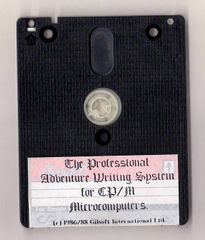 The Professional
Adventure Writing System
for CP/M
Microcomputers.
(c) 1986/88 Gilsoft International Ltd.